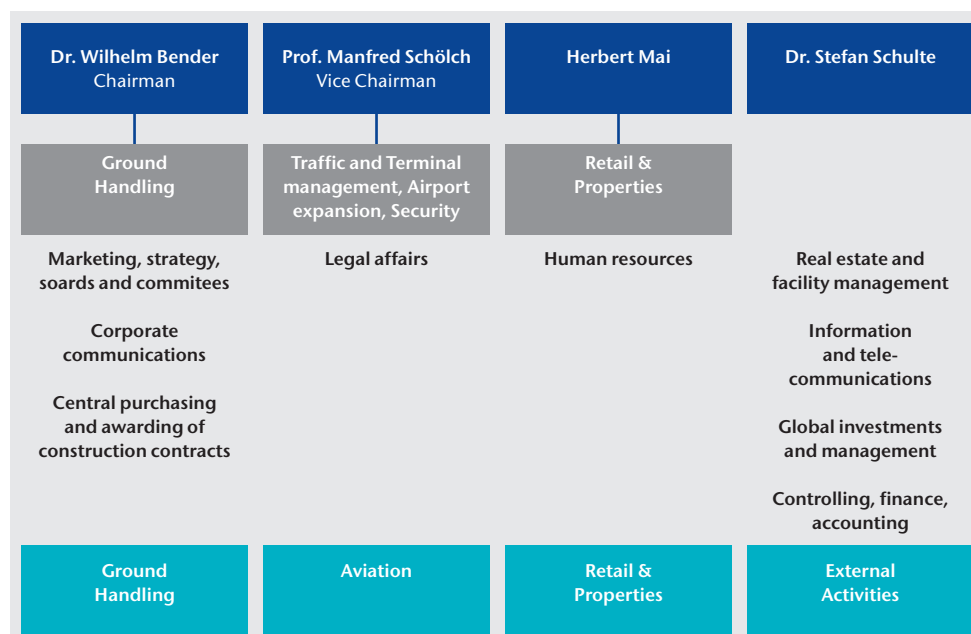 Dr. Wilhelm Bender
Chairman
Prof. Manfred Schölch
Vice Chairman
Herbert Mai
Dr. Stefan Schulte
Ground
Handling
Traffic and Terminal
management, Airport
expansion, Security
Retail &
Properties
Marketing, strategy,
soards and commitees
Corporate
communications
Central purchasing
and awarding of
construction contracts
Legal affairs
Human resources
Real estate and
facility management
Information
and tele-
communications
Global investments
and management
Controlling, finance,
accounting
Ground
Handling
Aviation
Retail &
Properties
External
Activities